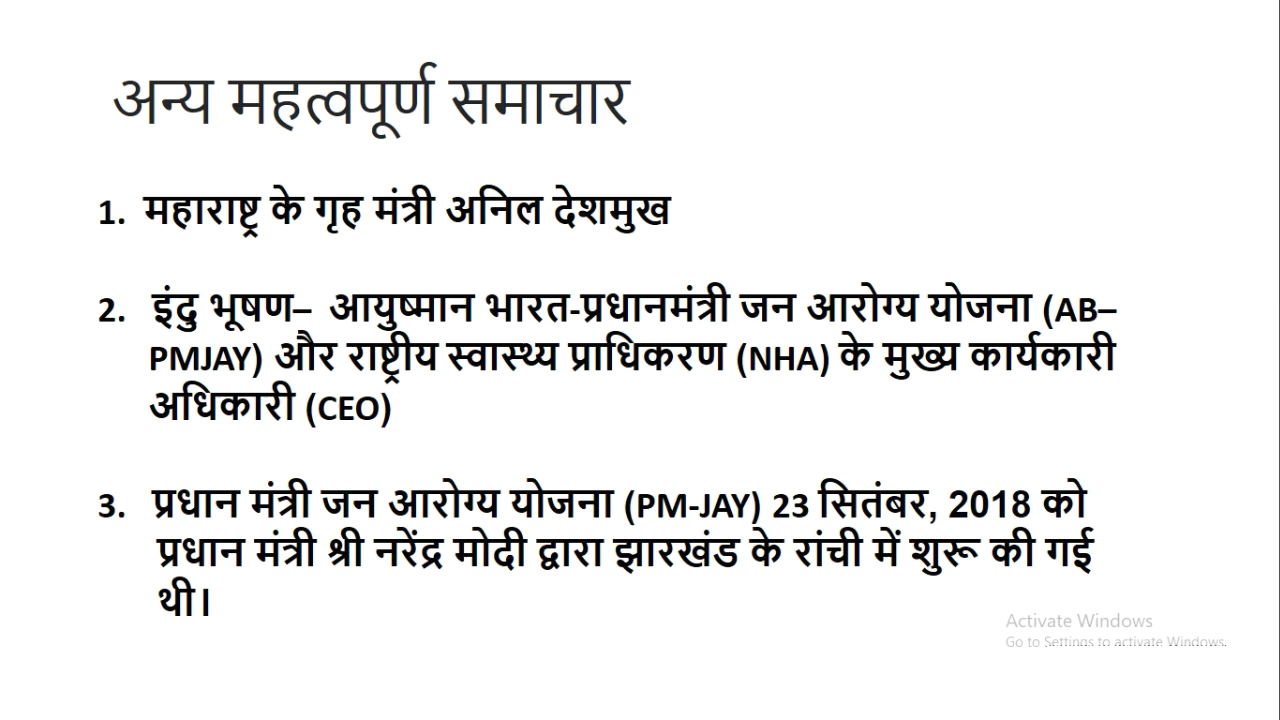 अन्य महत्वपूर्ण समाचार
1. महाराष्ट्र के गृह मंत्री अनिल देशमुख
2. इंदु भूषण– आयुष्मान भारत-प्रधानमंत्री जन आरोग्य योजना (AB–
PMJAY) और राष्ट्रीय स्वास्थ्य प्राधिकरण (NHA) के मुख्य कार्यकारी
अधिकारी (CEO)
3. प्रधान मंत्री जन आरोग्य योजना (PM-JAY) 23 सितंबर, 2018 को
प्रधान मंत्री श्री नरेंद्र मोदी द्वारा झारखंड के रांची में शुरू की गई
थी।
Activate Windows
Go to Settings to activate Windows.